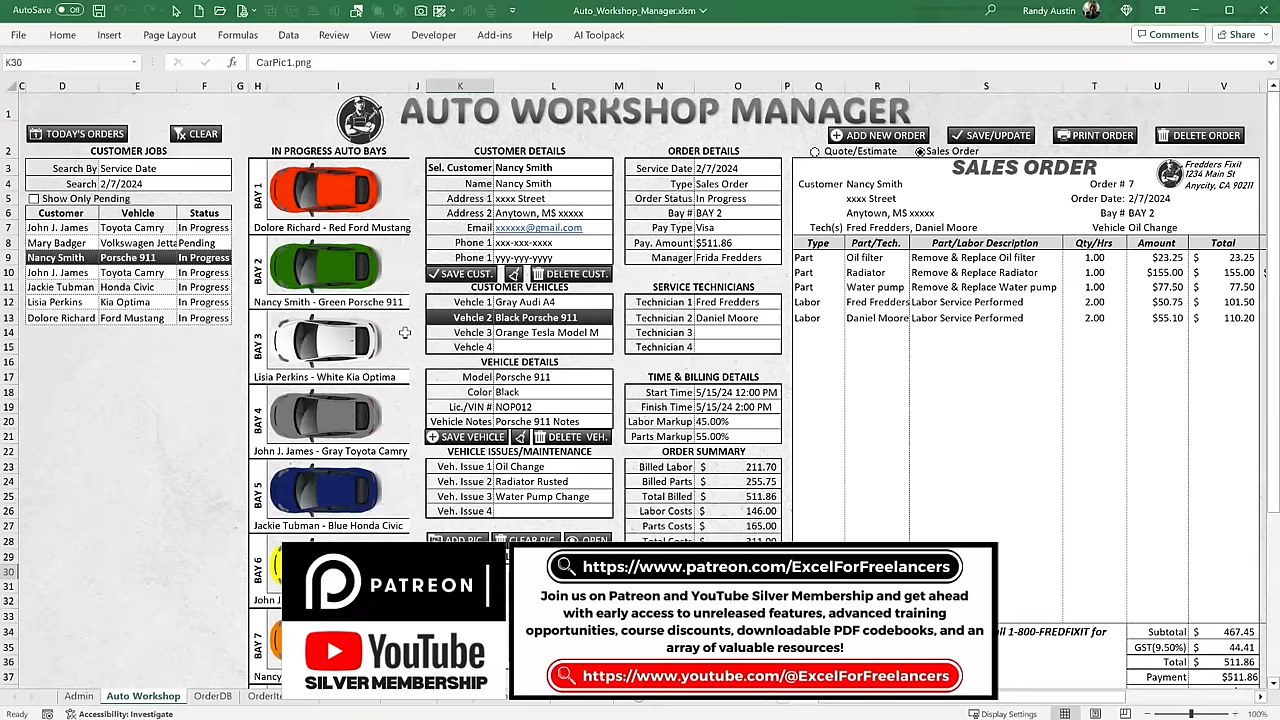 AutoSave Off
Auto_Workshop_Manager.xlsm
Randy Austin
File Home Insert Page Layout Formulas Data Review View Developer Add-ins Help AI Toolpack
Comments Share
K30 fx CarPic1.png
C D E F G H I J K L M N O P Q R S T U V
AUTO WORKSHOP MANAGER
TODAY'S ORDERS CLEAR
ADD NEW ORDER SAVE/UPDATE PRINT ORDER DELETE ORDER
CUSTOMER JOBS
Search By Service Date
Search 2/7/2024
Show Only Pending
Customer Vehicle Status
John J. James Toyota Camry In Progress
Mary Badger Volkswagen Jetta Pending
Nancy Smith Porsche 911 In Progress
John J. James Toyota Camry In Progress
Jackie Tubman Honda Civic In Progress
Lisia Perkins Kia Optima In Progress
Dolore Richard Ford Mustang In Progress
IN PROGRESS AUTO BAYS
BAY 1
Dolore Richard - Red Ford Mustang
BAY 2
Nancy Smith - Green Porsche 911
BAY 3
Lisia Perkins - White Kia Optima
BAY 4
John J. James - Gray Toyota Camry
BAY 5
Jackie Tubman - Blue Honda Civic
BAY 6
John J
BAY 7
Nanc
CUSTOMER DETAILS
Sel. Customer Nancy Smith
Name Nancy Smith
Address 1 xxxx Street
Address 2 Anytown, MS xxxxx
Email xxxxxx@gmail.com
Phone 1 xxx-xxx-xxxx
Phone 1 yyy-yyy-yyyy
SAVE CUST. DELETE CUST.
CUSTOMER VEHICLES
Vehcle 1 Gray Audi A4
Vehcle 2 Black Porsche 911
Vehcle 3 Orange Tesla Model M
Vehcle 4
VEHICLE DETAILS
Model Porsche 911
Color Black
Lic./VIN # NOP012
Vehicle Notes Porsche 911 Notes
SAVE VEHICLE DELETE VEH.
VEHICLE ISSUES/MAINTENANCE
Veh. Issue 1 Oil Change
Veh. Issue 2 Radiator Rusted
Veh. Issue 3 Water Pump Change
Veh. Issue 4
ADD PIC CLEAR PIC OPEN
ORDER DETAILS
Service Date 2/7/2024
Type Sales Order
Order Status In Progress
Bay # BAY 2
Pay Type Visa
Pay. Amount $511.86
Manager Frida Fredders
SERVICE TECHNICIANS
Technician 1 Fred Fredders
Technician 2 Daniel Moore
Technician 3
Technician 4
TIME & BILLING DETAILS
Start Time 5/15/24 12:00 PM
Finish Time 5/15/24 2:00 PM
Labor Markup 45.00%
Parts Markup 55.00%
ORDER SUMMARY
Billed Labor $ 211.70
Billed Parts $ 255.75
Total Billed $ 511.86
Labor Costs $ 146.00
Parts Costs $ 165.00
Total Costs $ 311.00
Quote/Estimate Sales Order
SALES ORDER
Fredders Fixil
1234 Main St
Anycity, CA 90211
Customer Nancy Smith Order # 7
xxxx Street Order Date: 2/7/2024
Anytown, MS xxxxx Bay # BAY 2
Tech(s) Fred Fredders, Daniel Moore Vehicle Oil Change
Type Part/Tech. Part/Labor Description Qty/Hrs Amount Total
Part Oil filter Remove & Replace Oil filter 1.00 $23.25 $ 23.25
Part Radiator Remove & Replace Radiator 1.00 $155.00 $ 155.00
Part Water pump Remove & Replace Water pump 1.00 $77.50 $ 77.50
Labor Fred Fredders Labor Service Performed 2.00 $50.75 $ 101.50
Labor Daniel Moore Labor Service Performed 2.00 $55.10 $ 110.20
ll 1-800-FREDFIXIT for
Subtotal $ 467.45
GST(9.50%) $ 44.41
Total $ 511.86
Payment $511.86
PATREON
YouTube
SILVER MEMBERSHIP
https://www.patreon.com/ExcelForFreelancers
Join us on Patreon and YouTube Silver Membership and get ahead
with early access to unreleased features, advanced training
opportunities, course discounts, downloadable PDF codebooks, and an
array of valuable resources!
https://www.youtube.com/@ExcelForFreelancers
Admin Auto Workshop OrderDB OrderIte
Ready Accessibility: Investigate Display Settings 100%